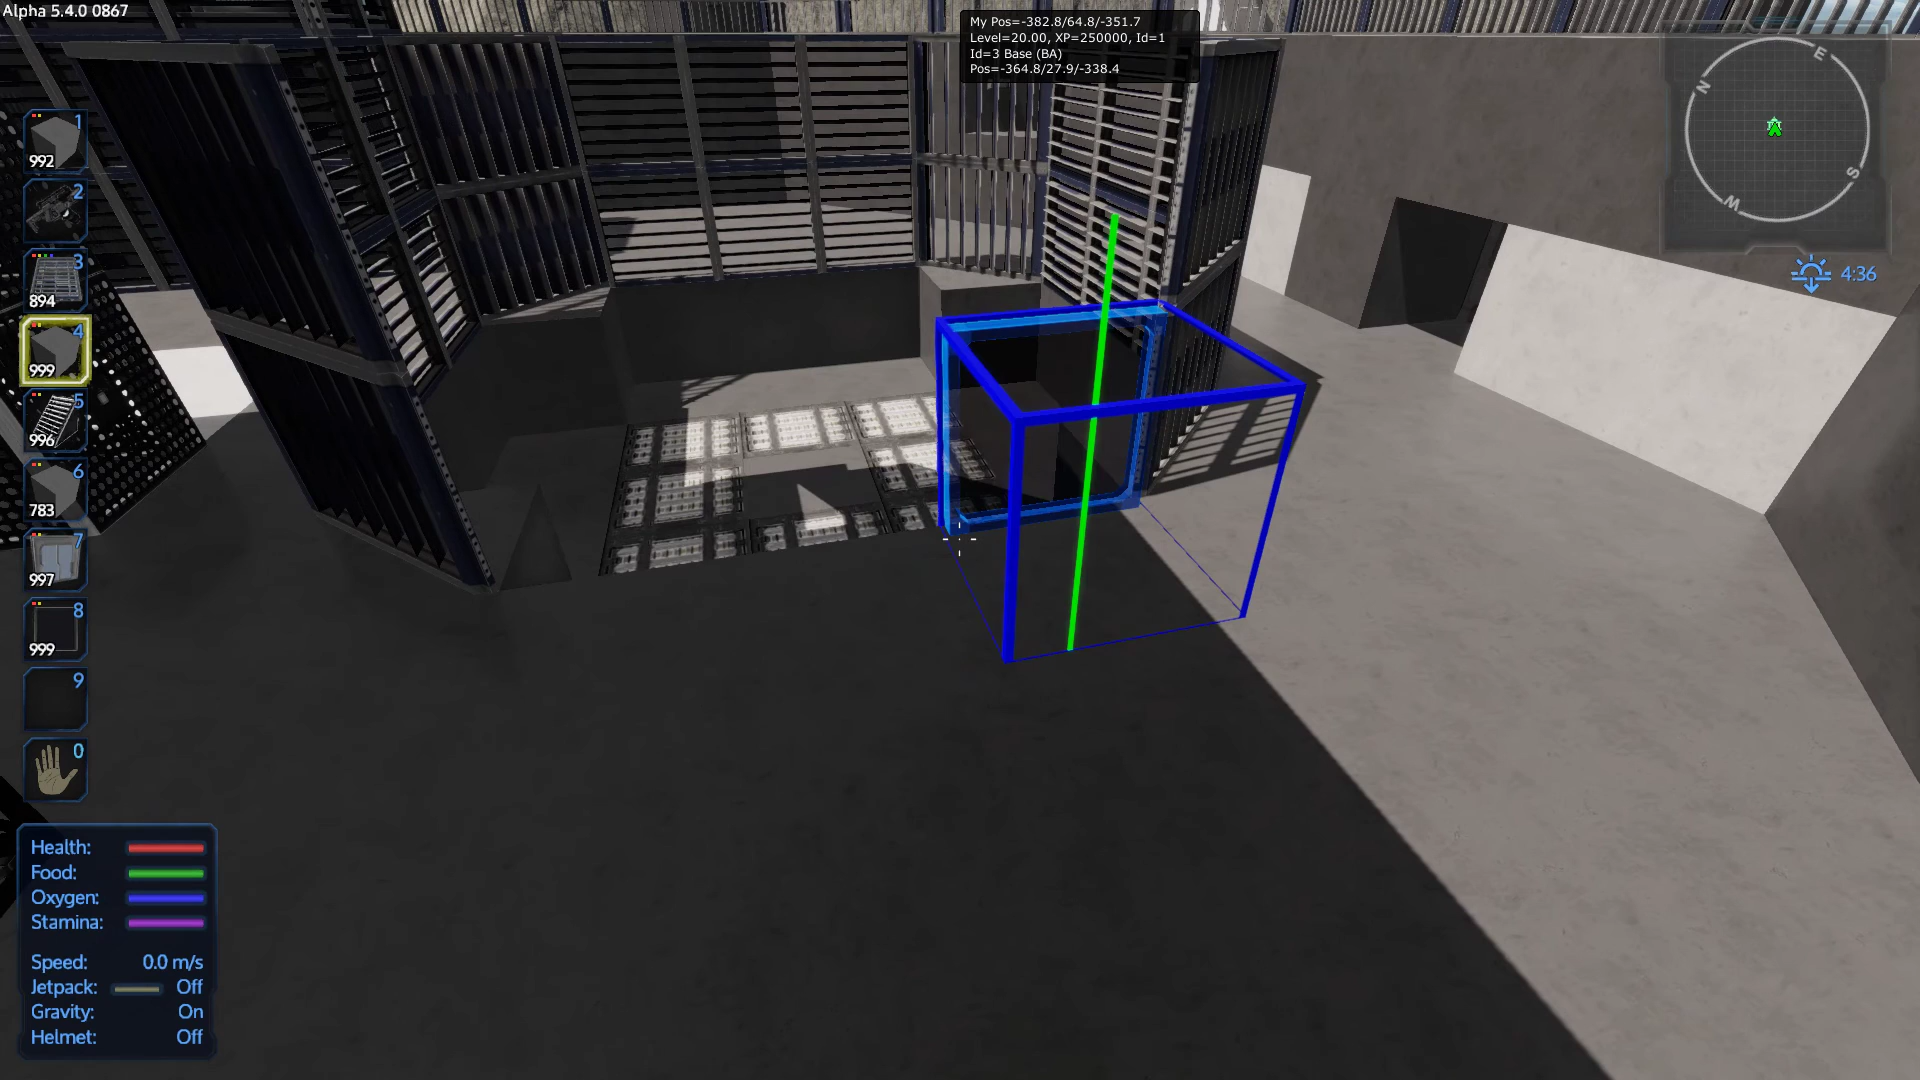 Alpha 5.4.0 0867
My Pos=-382.8/64.8/-351.7
Level=20.00, XP=250000, Id=1
Id=3 Base (BA)
Pos=-364.8/27.9/-338.4
N
E
S
W
4:36
1
992
2
3
894
4
999
5
996
6
783
7
997
8
999
9
0
Health:
Food:
Oxygen:
Stamina:
Speed: 0.0 m/s
Jetpack: Off
Gravity: On
Helmet: Off